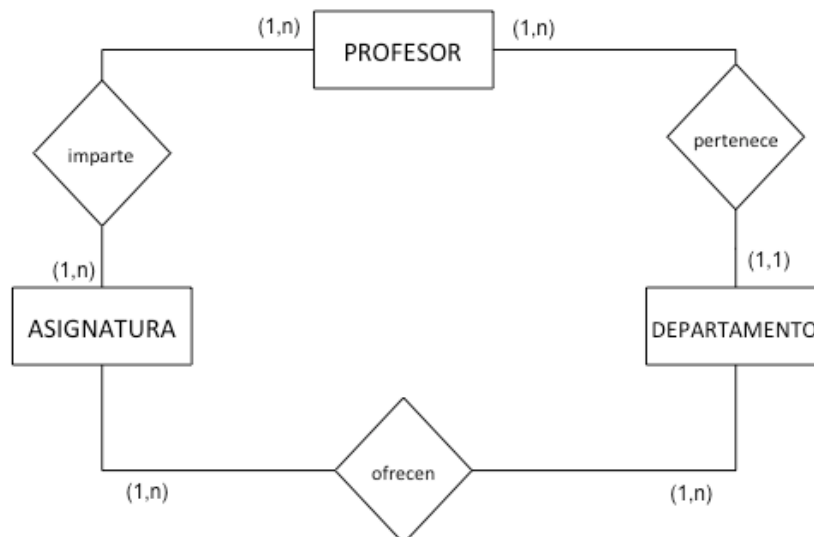 (1,n)
PROFESOR
(1,n)
imparte
pertenece
(1,n)
(1,1)
ASIGNATURA
DEPARTAMENTO
ofrecen
(1,n)
(1,n)